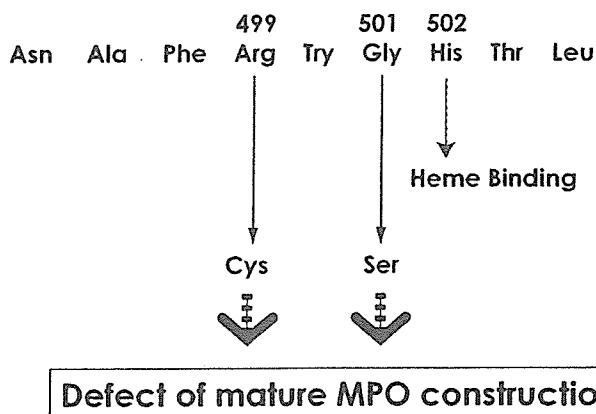 499 501 502
Asn Ala Phe Arg Try Gly His Thr Leu
Heme Binding
Cys Ser
Defect of mature MPO constructio